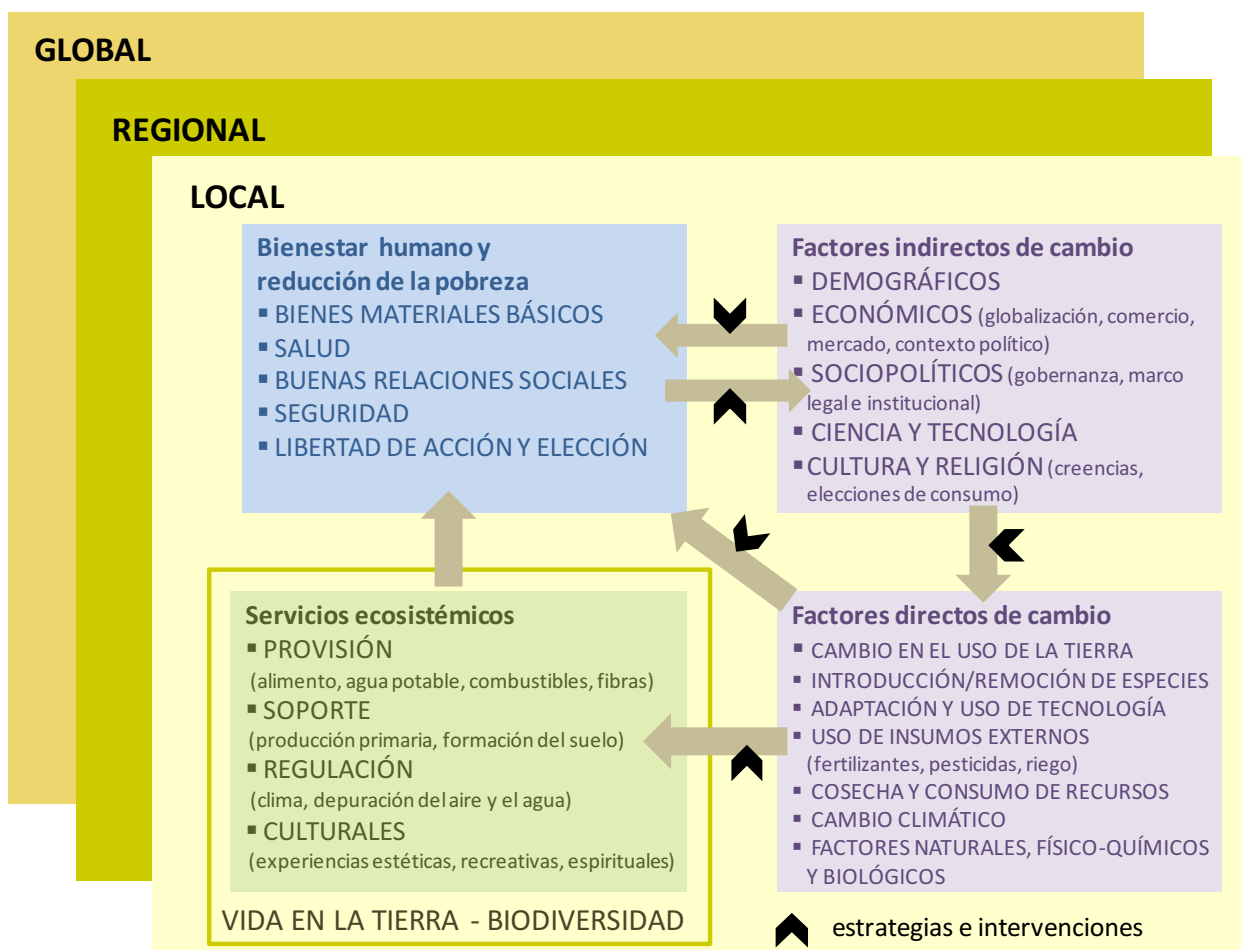 GLOBAL
REGIONAL
LOCAL
Bienestar humano y
reducción de la pobreza
▪ BIENES MATERIALES BÁSICOS
▪ SALUD
▪ BUENAS RELACIONES SOCIALES
▪ SEGURIDAD
▪ LIBERTAD DE ACCIÓN Y ELECCIÓN
Factores indirectos de cambio
▪ DEMOGRÁFICOS
▪ ECONÓMICOS (globalización, comercio,
mercado, contexto político)
▪ SOCIOPOLÍTICOS (gobernanza, marco
legal e institucional)
▪ CIENCIA Y TECNOLOGÍA
▪ CULTURA Y RELIGIÓN (creencias,
elecciones de consumo)
Servicios ecosistémicos
▪ PROVISIÓN
(alimento, agua potable, combustibles, fibras)
▪ SOPORTE
(producción primaria, formación del suelo)
▪ REGULACIÓN
(clima, depuración del aire y el agua)
▪ CULTURALES
(experiencias estéticas, recreativas, espirituales)
VIDA EN LA TIERRA - BIODIVERSIDAD
Factores directos de cambio
▪ CAMBIO EN EL USO DE LA TIERRA
▪ INTRODUCCIÓN/REMOCIÓN DE ESPECIES
▪ ADAPTACIÓN Y USO DE TECNOLOGÍA
▪ USO DE INSUMOS EXTERNOS
(fertilizantes, pesticidas, riego)
▪ COSECHA Y CONSUMO DE RECURSOS
▪ CAMBIO CLIMÁTICO
▪ FACTORES NATURALES, FÍSICO-QUÍMICOS
Y BIOLÓGICOS
estrategias e intervenciones